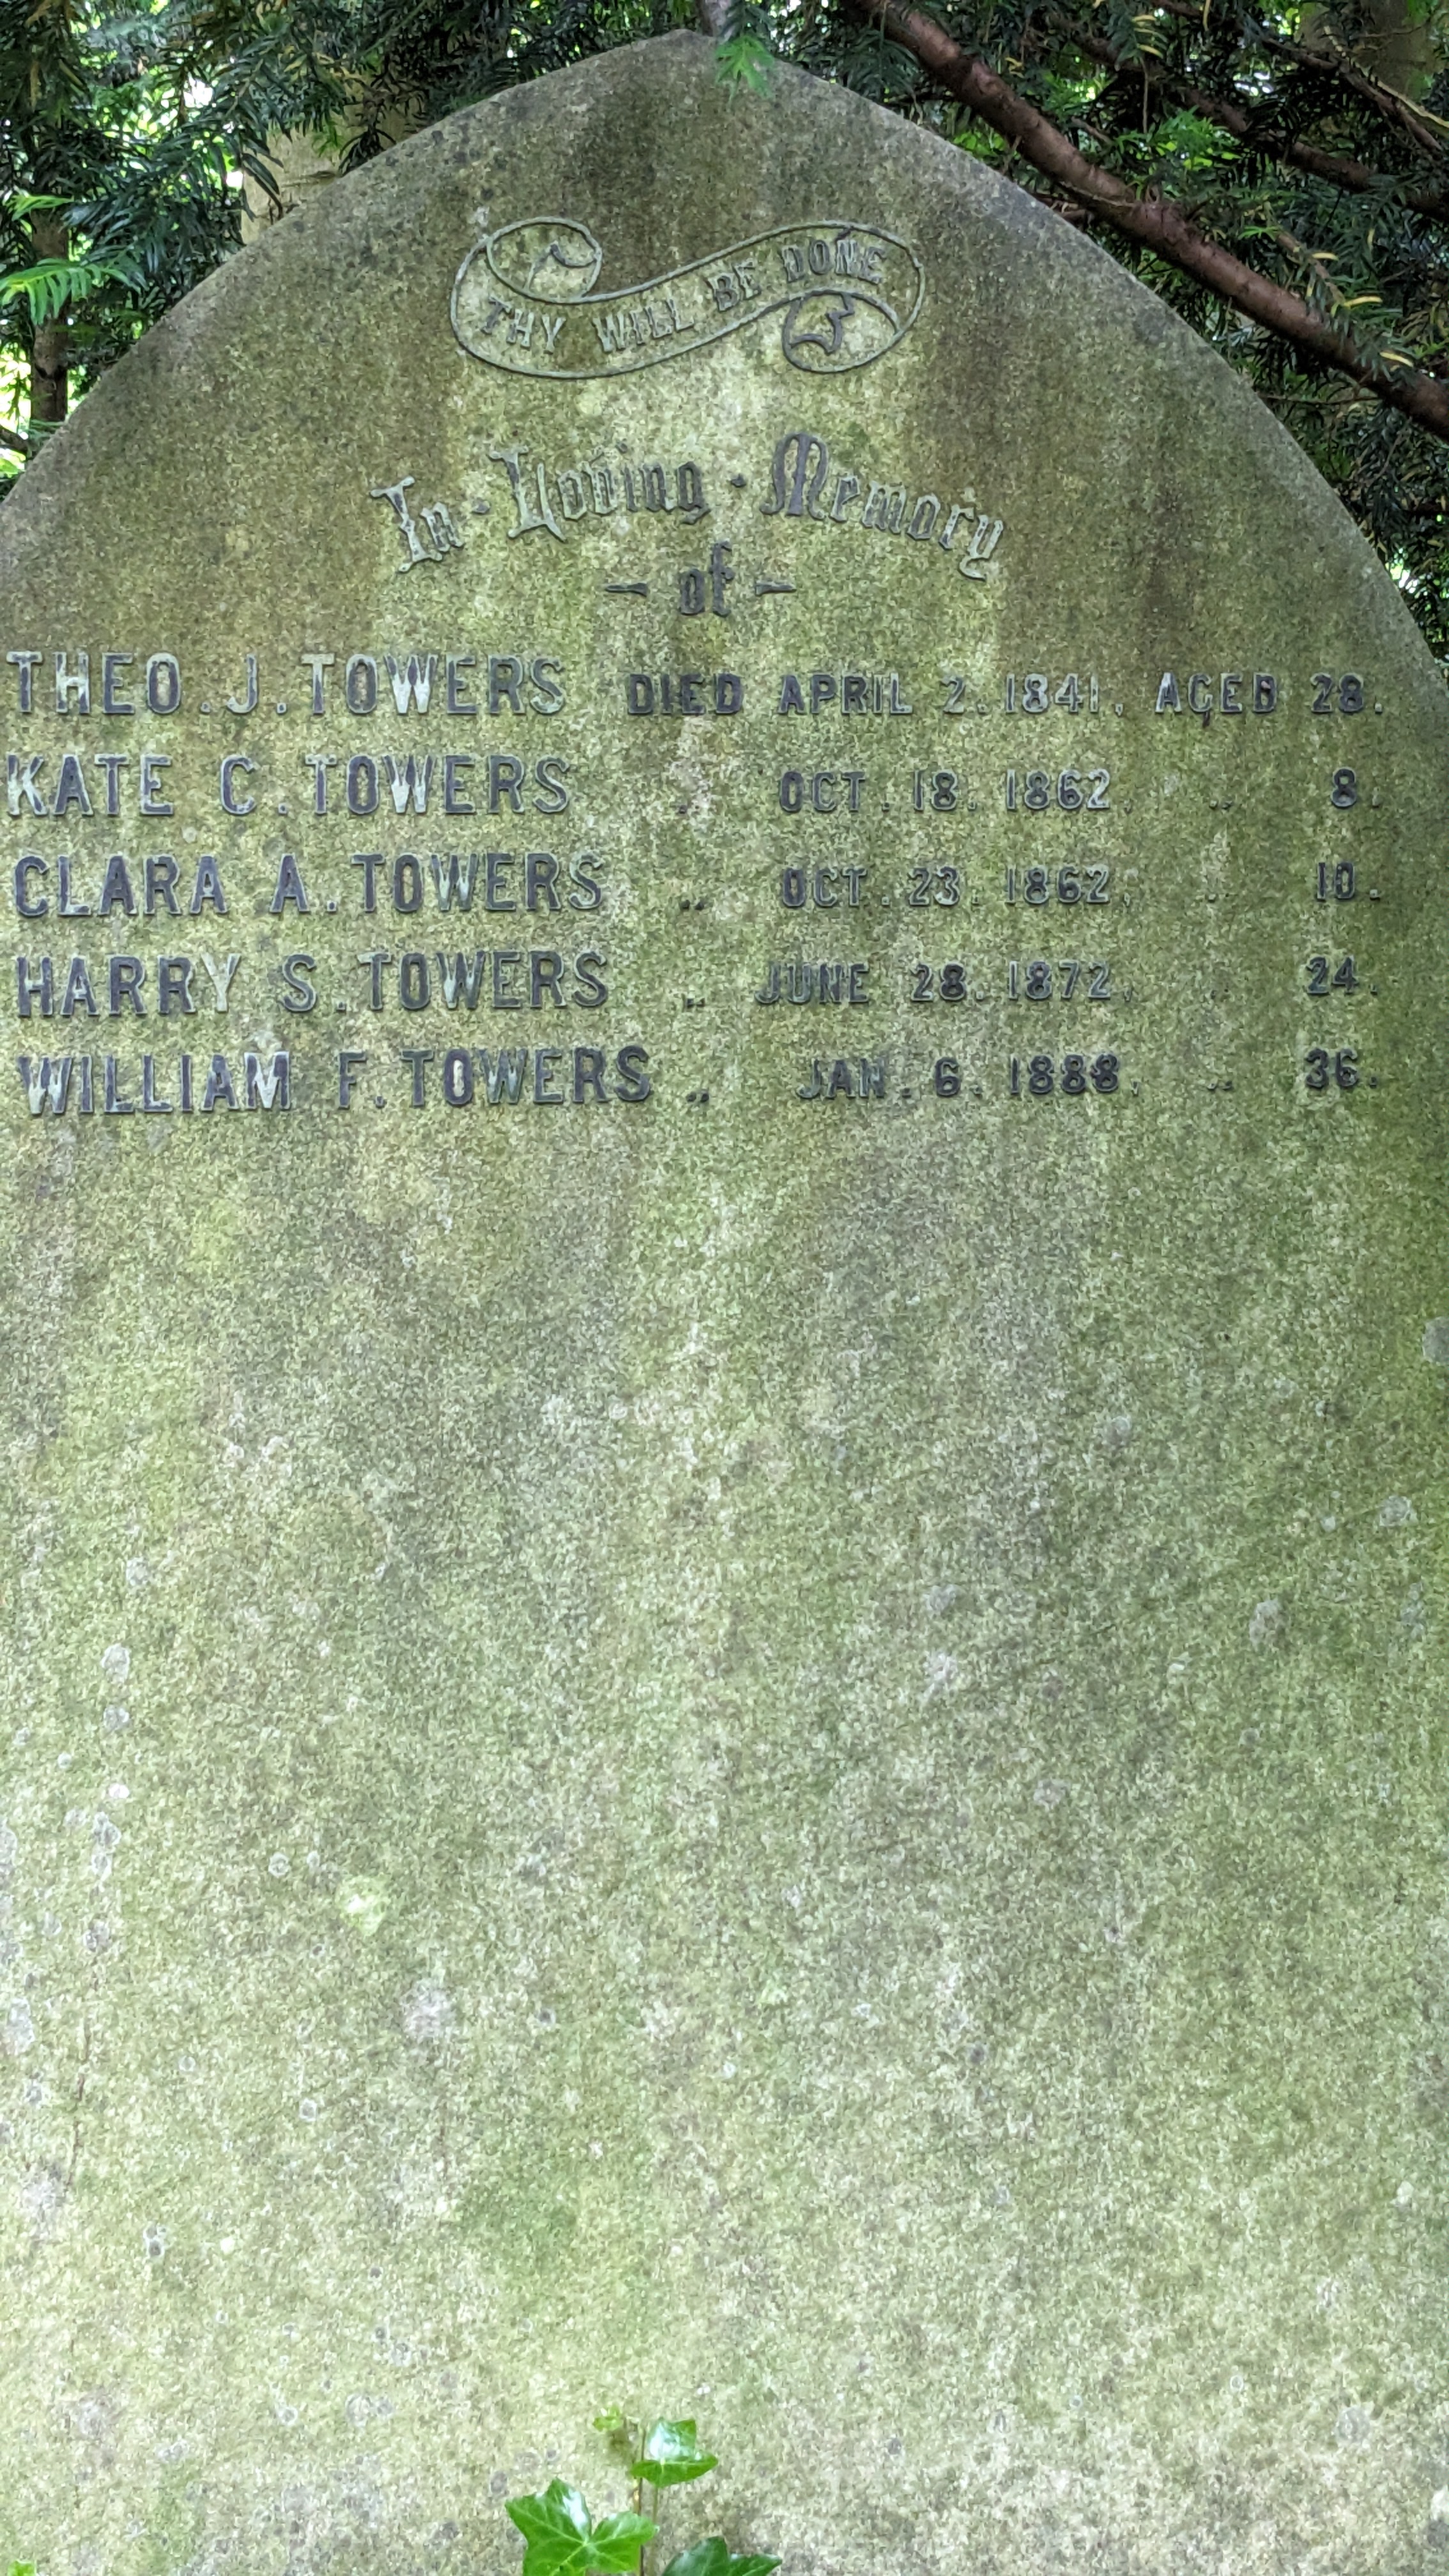 THY WILL BE DONE
In · Loving · Memory
– of –
THEO. J. TOWERS DIED APRIL 2. 1841, AGED 28.
KATE C. TOWERS „ OCT. 18. 1862, „ 8.
CLARA A. TOWERS „ OCT. 23. 1862, „ 10.
HARRY S. TOWERS „ JUNE 28. 1872, „ 24.
WILLIAM F. TOWERS „ JAN. 6. 1888, „ 36.